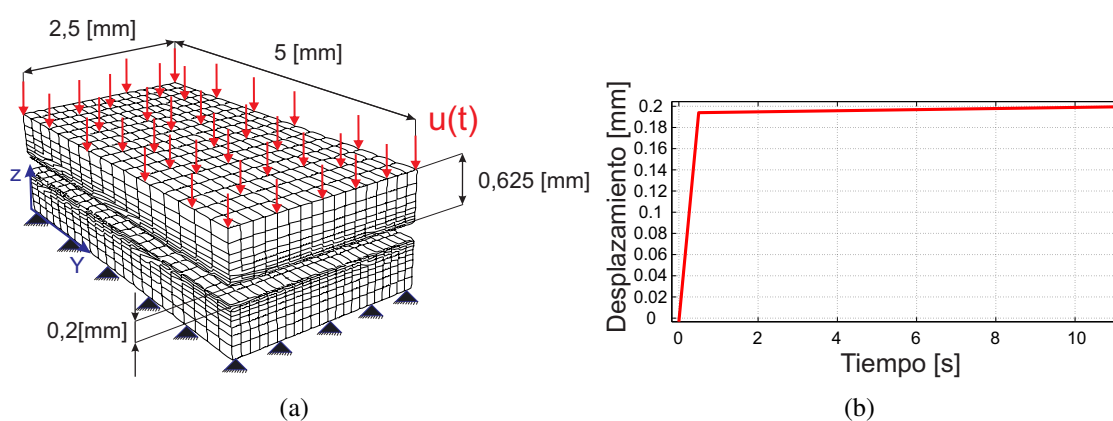 2,5 [mm]
5 [mm]
u(t)
0,625 [mm]
z
Y
0,2[mm]
(a)
Desplazamiento [mm]
0.2
0.18
0.16
0.14
0.12
0.1
0.08
0.06
0.04
0.02
0
0 2 4 6 8 10
Tiempo [s]
(b)